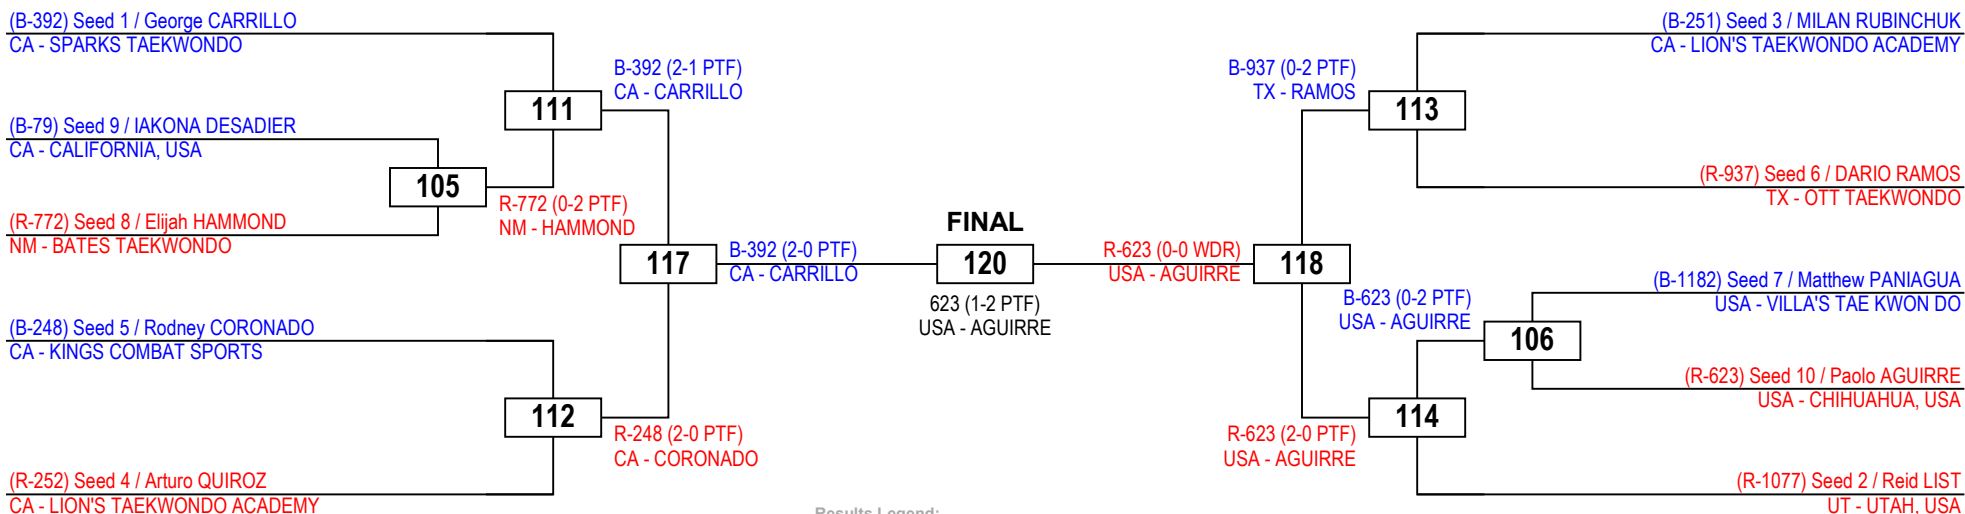 (B-392) Seed 1 / George CARRILLO
CA - SPARKS TAEKWONDO
(B-79) Seed 9 / IAKONA DESADIER
CA - CALIFORNIA, USA
(R-772) Seed 8 / Elijah HAMMOND
NM - BATES TAEKWONDO
(B-248) Seed 5 / Rodney CORONADO
CA - KINGS COMBAT SPORTS
(R-252) Seed 4 / Arturo QUIROZ
CA - LION'S TAEKWONDO ACADEMY
105
R-772 (0-2 PTF)
NM - HAMMOND
111
B-392 (2-1 PTF)
CA - CARRILLO
112
R-248 (2-0 PTF)
CA - CORONADO
117
B-392 (2-0 PTF)
CA - CARRILLO
FINAL
120
623 (1-2 PTF)
USA - AGUIRRE
R-623 (0-0 WDR)
USA - AGUIRRE
118
B-937 (0-2 PTF)
TX - RAMOS
113
R-623 (2-0 PTF)
USA - AGUIRRE
114
B-623 (0-2 PTF)
USA - AGUIRRE
106
(B-251) Seed 3 / MILAN RUBINCHUK
CA - LION'S TAEKWONDO ACADEMY
(R-937) Seed 6 / DARIO RAMOS
TX - OTT TAEKWONDO
(B-1182) Seed 7 / Matthew PANIAGUA
USA - VILLA'S TAE KWON DO
(R-623) Seed 10 / Paolo AGUIRRE
USA - CHIHUAHUA, USA
(R-1077) Seed 2 / Reid LIST
UT - UTAH, USA
Results Legend: